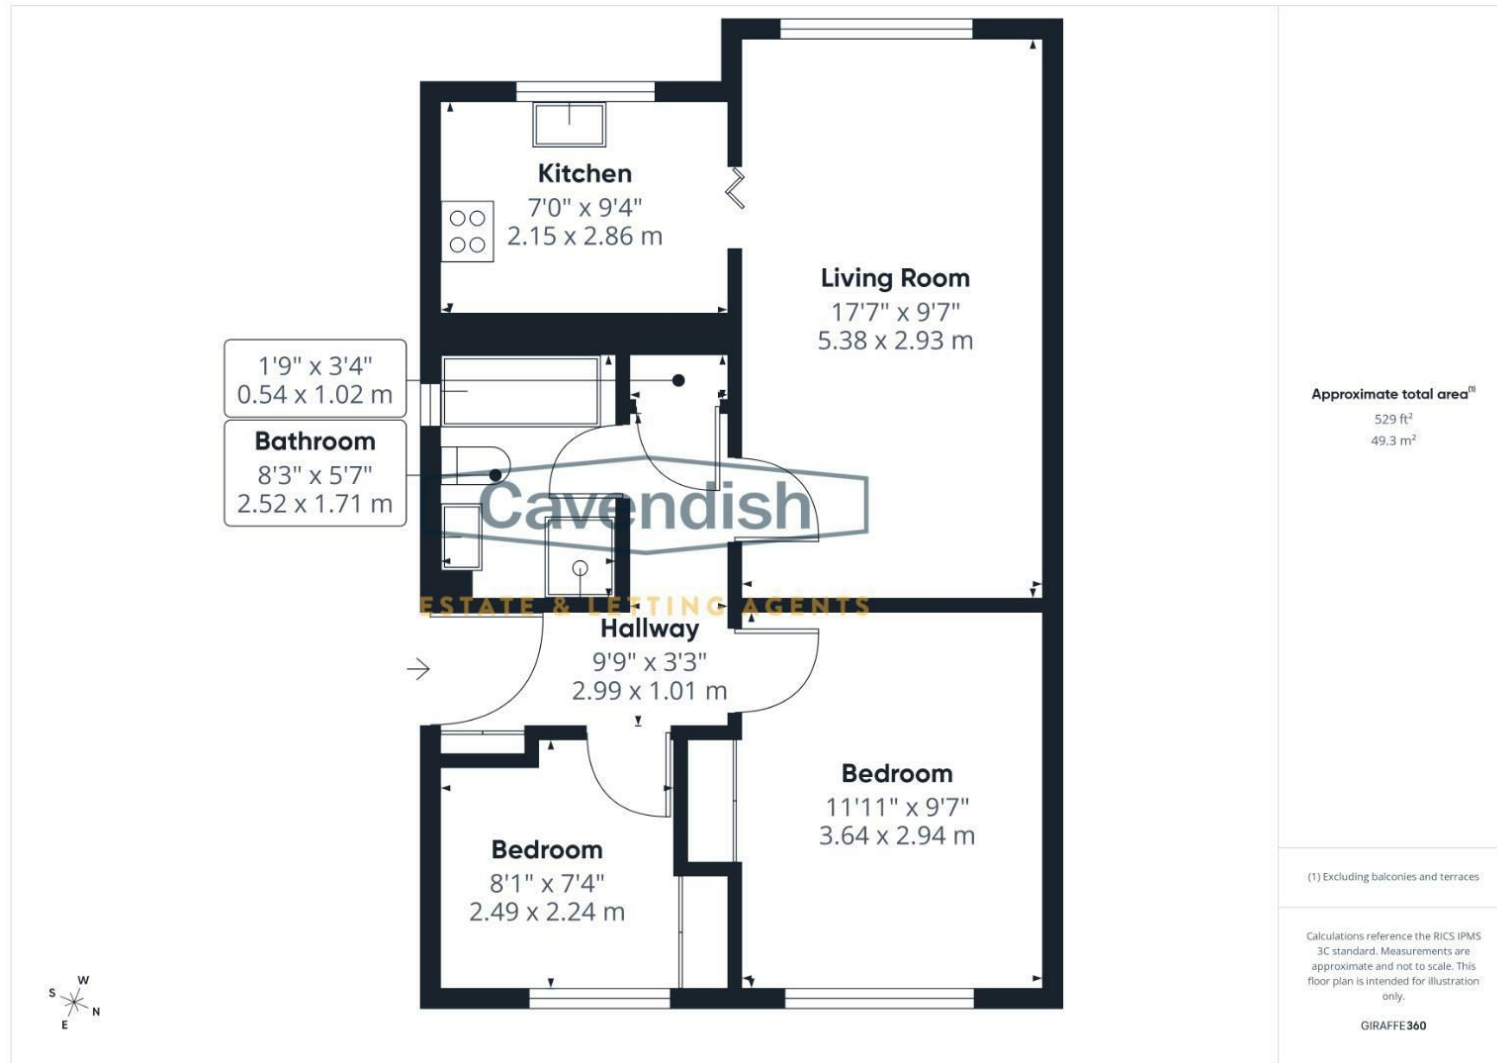 Kitchen
7'0" x 9'4"
2.15 x 2.86 m
Living Room
17'7" x 9'7"
5.38 x 2.93 m
1'9" x 3'4"
0.54 x 1.02 m
Bathroom
8'3" x 5'7"
2.52 x 1.71 m
Cavendish
ESTATE & LETTING AGENTS
Hallway
9'9" x 3'3"
2.99 x 1.01 m
Bedroom
11'11" x 9'7"
3.64 x 2.94 m
Bedroom
8'1" x 7'4"
2.49 x 2.24 m
W
S
N
E
Approximate total area(1)
529 ft²
49.3 m²
(1) Excluding balconies and terraces
Calculations reference the RICS IPMS
3C standard. Measurements are
approximate and not to scale. This
floor plan is intended for illustration
only.
GIRAFFE360